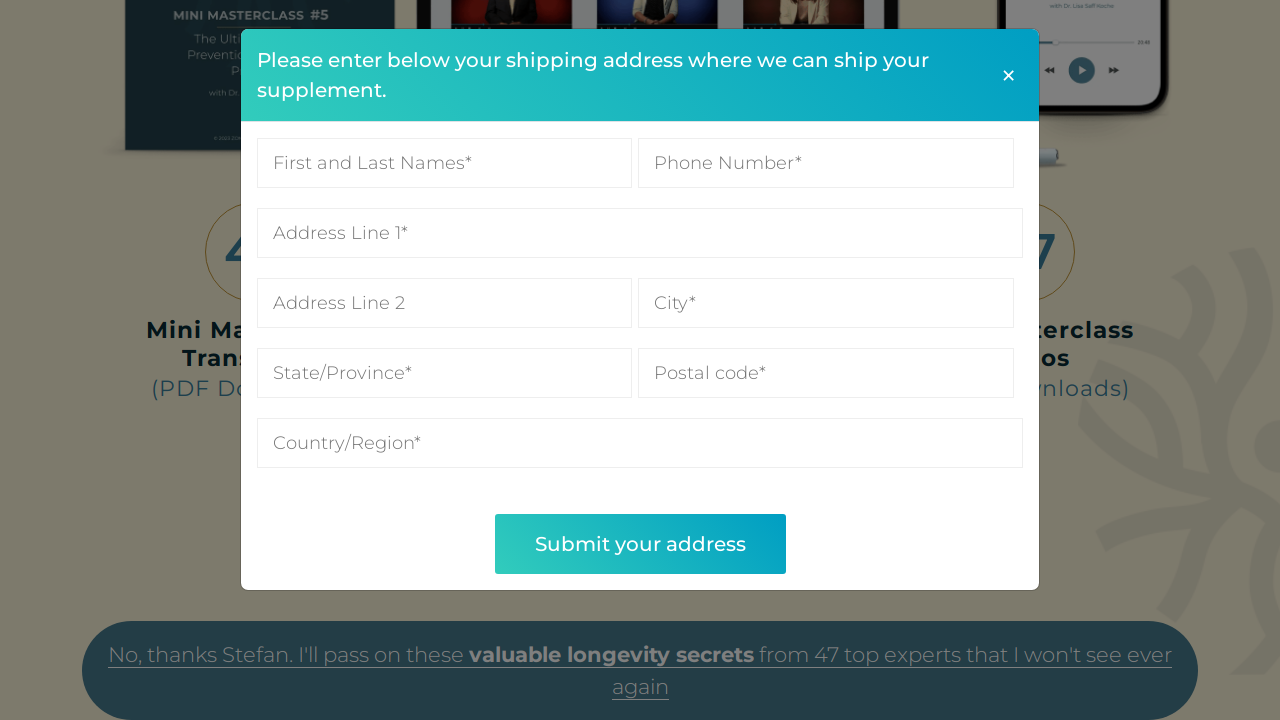 MINI MASTERCLASS #5
The Ulti
Preventio
P
with Dr.
with Dr. Lisa Saff Koche
Please enter below your shipping address where we can ship your
supplement.
×
First and Last Names*
Phone Number*
Address Line 1*
Address Line 2
City*
State/Province*
Postal code*
Country/Region*
Submit your address
4
7
Mini Ma
Trans
(PDF Do
terclass
os
wnloads)
No, thanks Stefan. I'll pass on these valuable longevity secrets from 47 top experts that I won't see ever
again